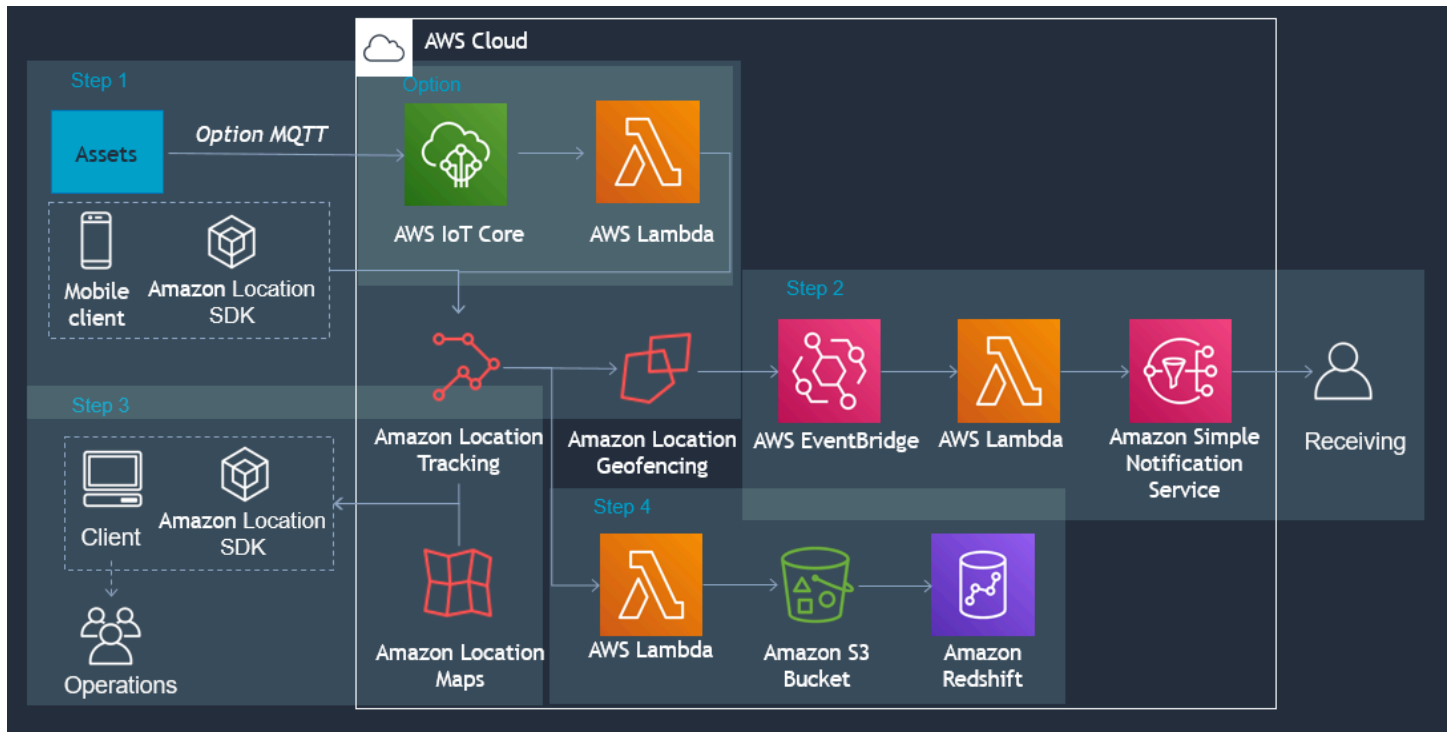 AWS Cloud
Step 1
Option
Assets
Option MQTT
AWS IoT Core
AWS Lambda
Mobile
client
Amazon Location
SDK
Step 2
Step 3
Amazon Location
Tracking
Amazon Location
Geofencing
AWS EventBridge
AWS Lambda
Amazon Simple
Notification
Service
Receiving
Client
Amazon Location
SDK
Step 4
Operations
Amazon Location
Maps
AWS Lambda
Amazon S3
Bucket
Amazon
Redshift